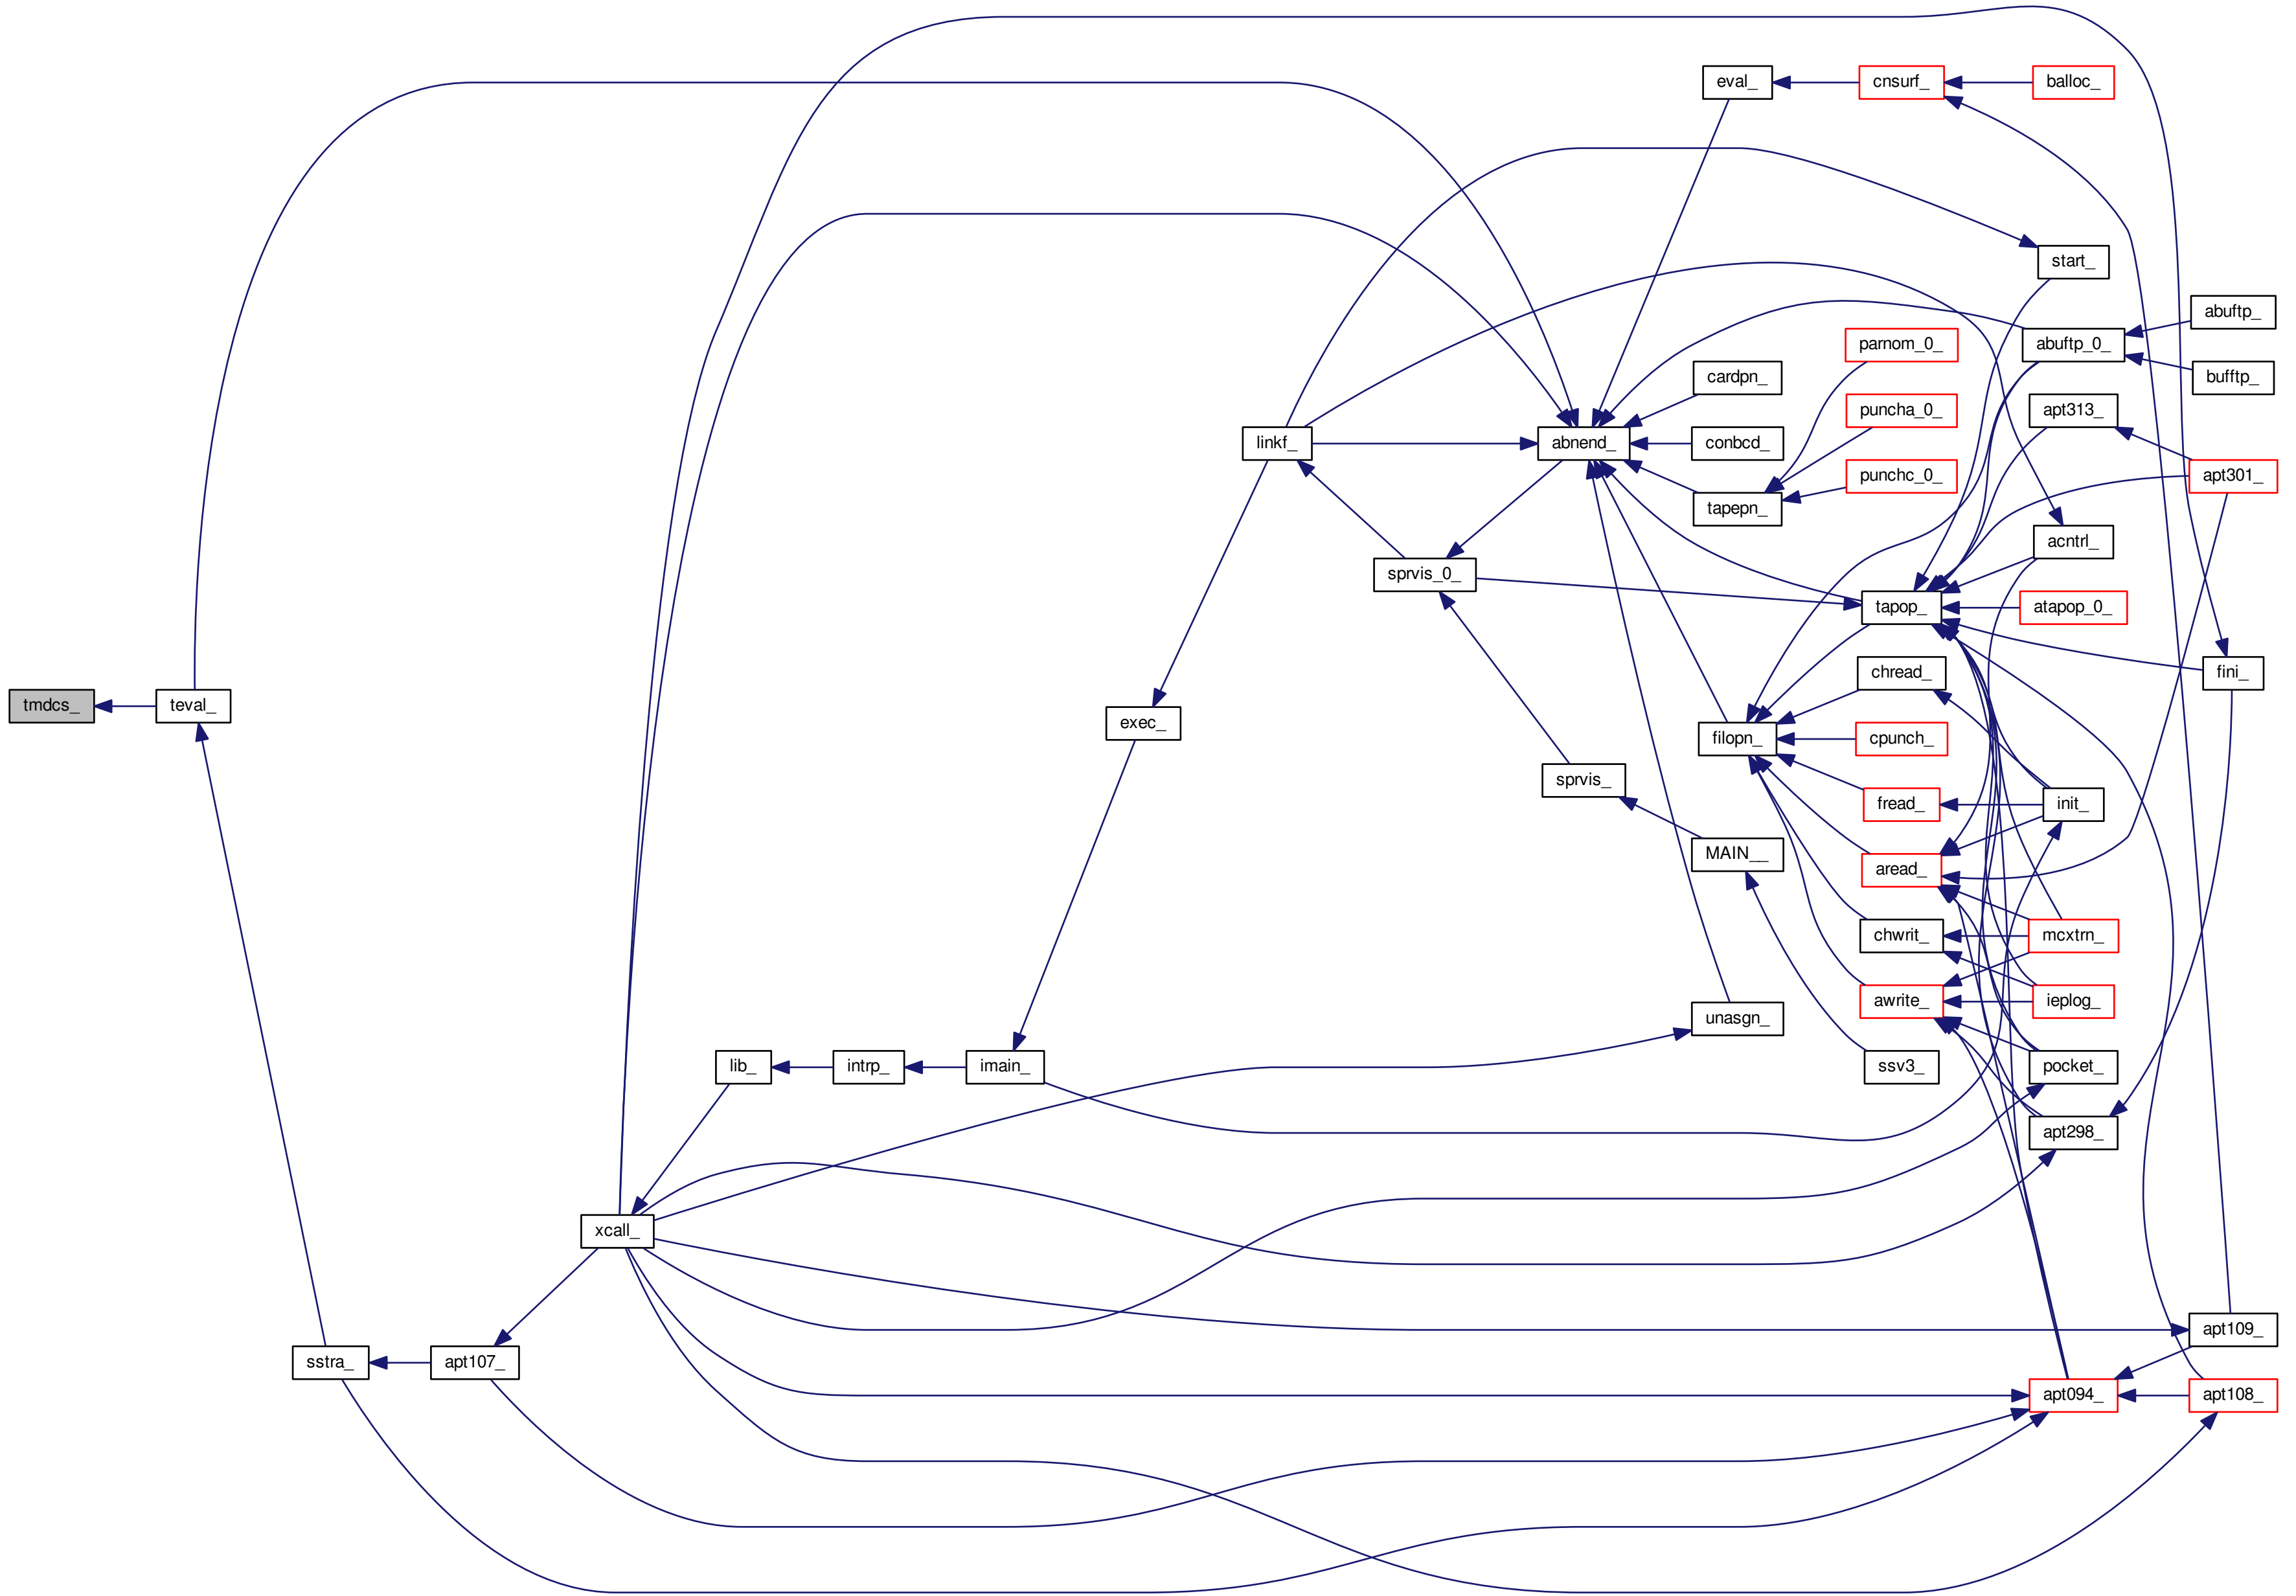 eval_
cnsurf_
balloc_
start_
abuftp_
parnom_0_
abuftp_0_
cardpn_
bufftp_
puncha_0_
apt313_
linkf_
abnend_
conbcd_
punchc_0_
apt301_
tapepn_
acntrl_
sprvis_0_
tapop_
atapop_0_
chread_
fini_
tmdcs_
teval_
exec_
filopn_
cpunch_
sprvis_
fread_
init_
MAIN__
aread_
chwrit_
mcxtrn_
awrite_
ieplog_
unasgn_
lib_
intrp_
imain_
ssv3_
pocket_
apt298_
xcall_
apt109_
sstra_
apt107_
apt094_
apt108_